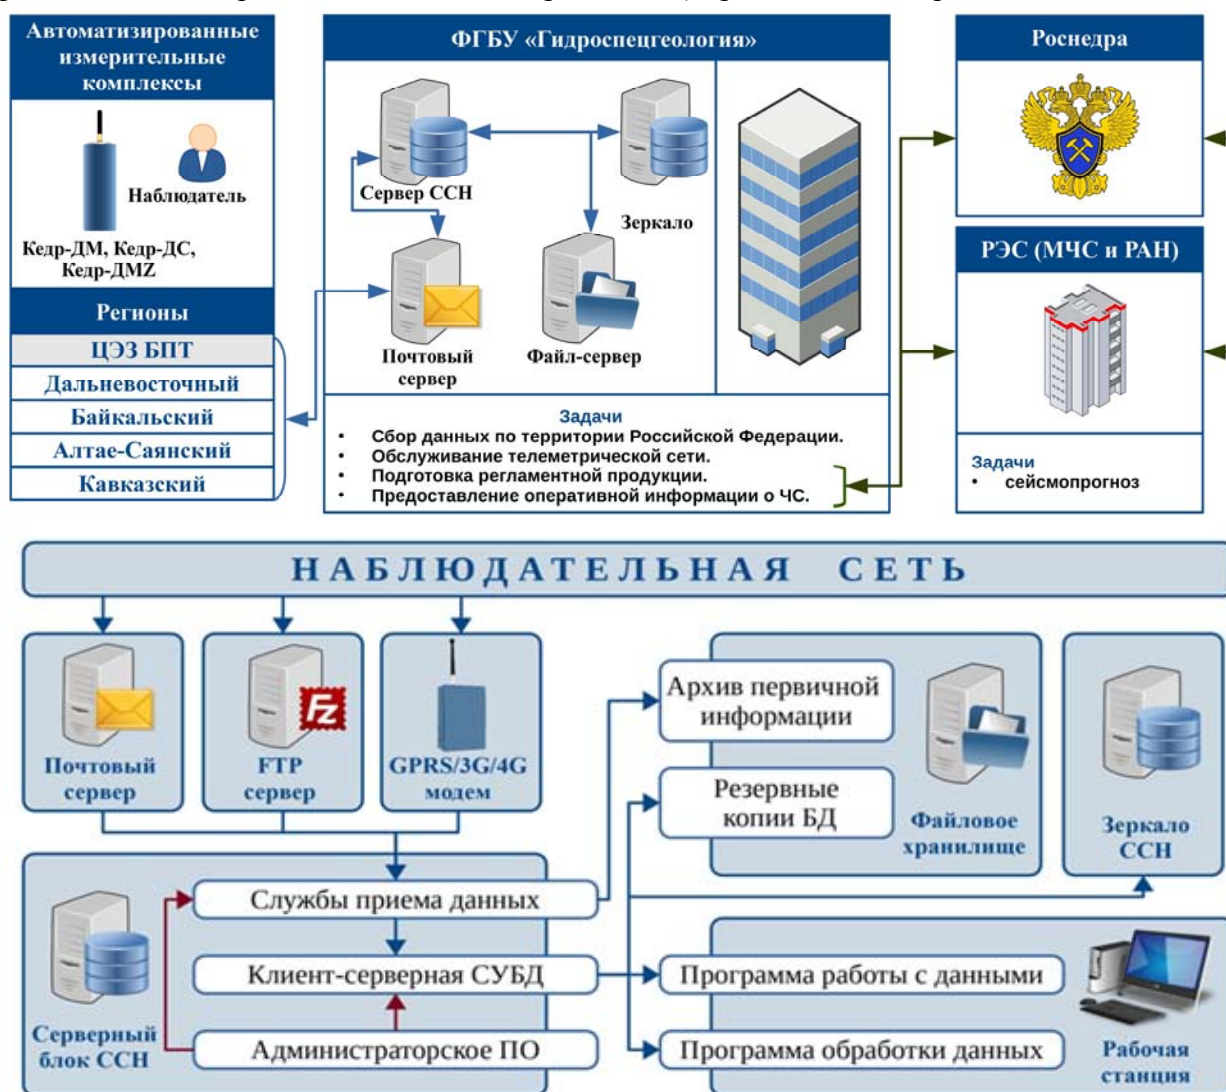 Автоматизированные
измерительные
комплексы
Наблюдатель
Кедр-ДМ, Кедр-ДС,
Кедр-ДМZ
Регионы
ЦЭЗ БПТ
Дальневосточный
Байкальский
Алтае-Саянский
Кавказский
ФГБУ «Гидроспецгеология»
Сервер ССН
Зеркало
Почтовый
сервер
Файл-сервер
Задачи
• Сбор данных по территории Российской Федерации.
• Обслуживание телеметрической сети.
• Подготовка регламентной продукции.
• Предоставление оперативной информации о ЧС.
Роснедра
РЭС (МЧС и РАН)
Задачи
• сейсмопрогноз
НАБЛЮДАТЕЛЬНАЯ СЕТЬ
Почтовый
сервер
Fz
FTP
сервер
GPRS/3G/4G
модем
Архив первичной
информации
Резервные
копии БД
Файловое
хранилище
Зеркало
ССН
Серверный
блок ССН
Службы приема данных
Клиент-серверная СУБД
Администраторское ПО
Программа работы с данными
Программа обработки данных
Рабочая
станция